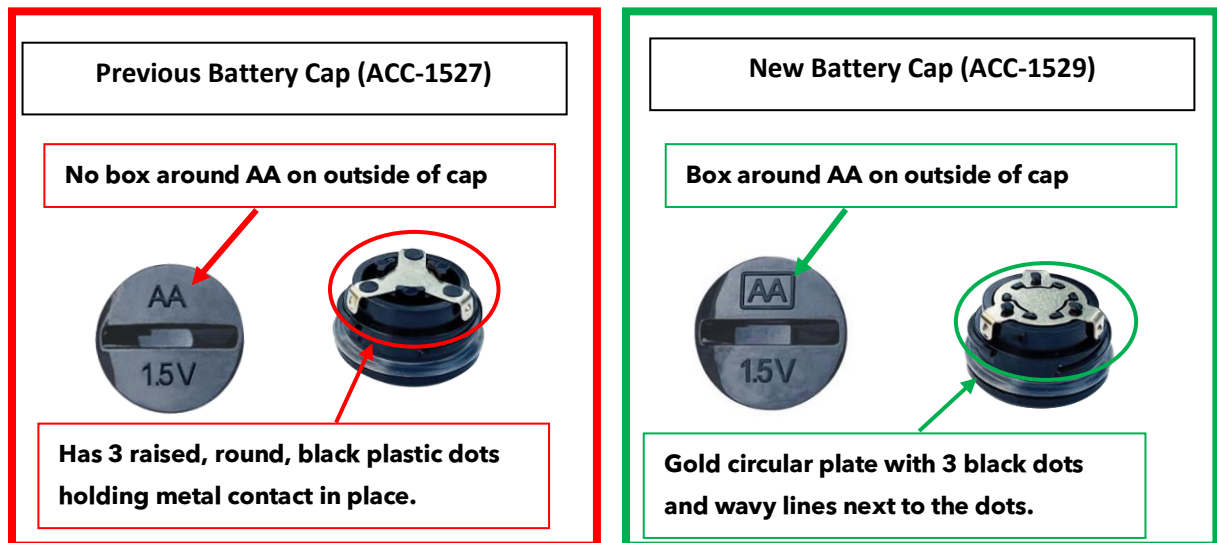 Previous Battery Cap (ACC-1527)
No box around AA on outside of cap
AA
1.5V
Has 3 raised, round, black plastic dots
holding metal contact in place.
New Battery Cap (ACC-1529)
Box around AA on outside of cap
AA
1.5V
Gold circular plate with 3 black dots
and wavy lines next to the dots.